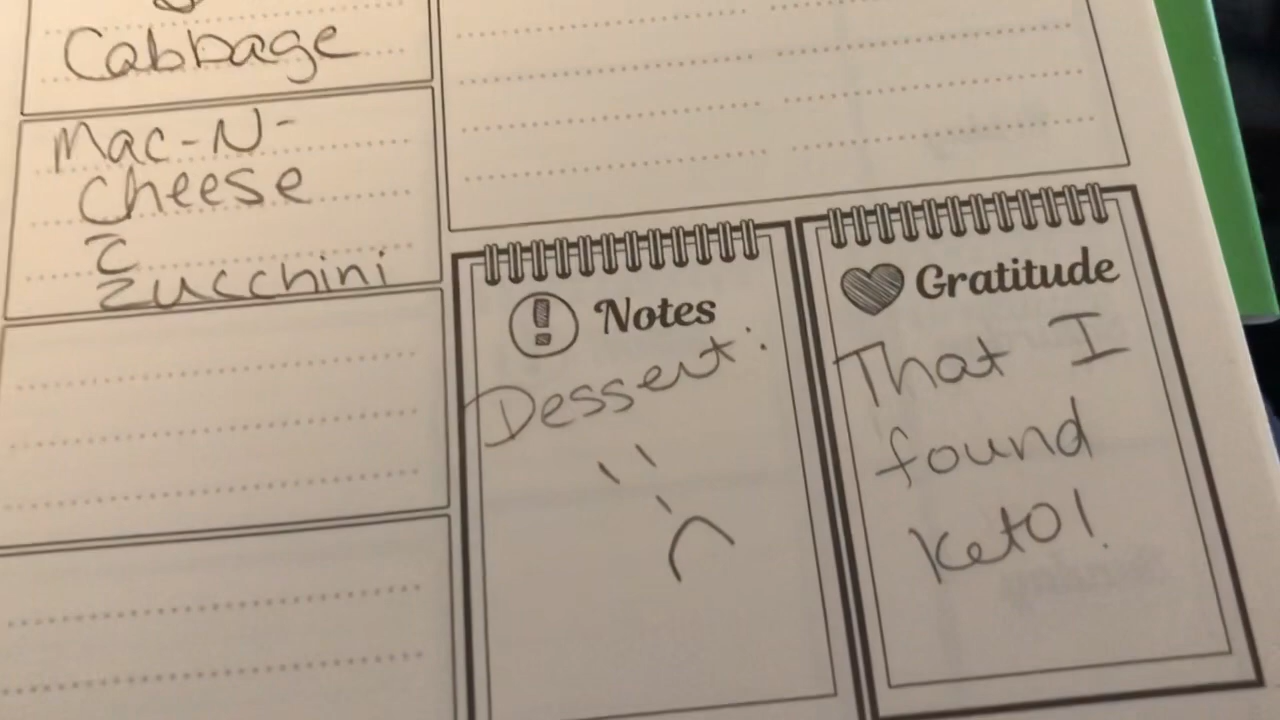 Cabbage
Mac-N-
Cheese
c̄
Zucchini
Notes
Dessert:
Gratitude
That I
found
Keto!